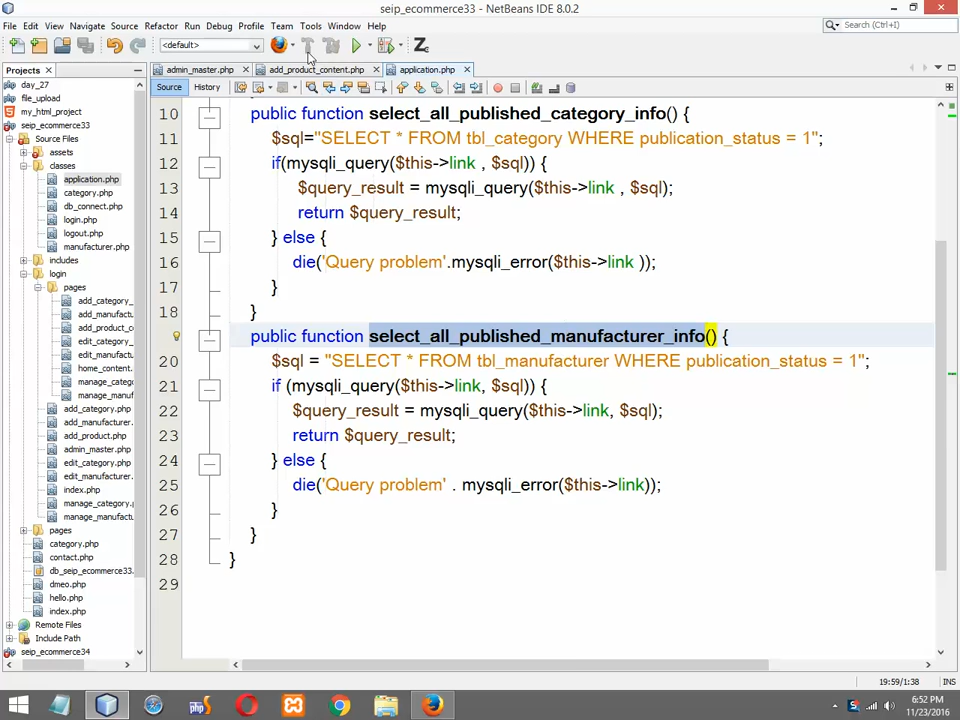 seip_ecommerce33 - NetBeans IDE 8.0.2
File Edit View Navigate Source Refactor Run Debug Profile Team Tools Window Help
Search (Ctrl+I)
<default>
Projects
admin_master.php
add_product_content.php
application.php
Source History
day_27
file_upload
my_html_project
seip_ecommerce33
Source Files
assets
classes
application.php
category.php
db_connect.php
login.php
logout.php
manufacturer.php
includes
login
pages
add_category_
add_manufactu
add_product_c
edit_category_
edit_manufact
home_content.
manage_categ
manage_manuf
add_category.php
add_manufacturer.
add_product.php
admin_master.php
edit_category.php
edit_manufacturer.
index.php
manage_category.
manage_manufactu
pages
category.php
contact.php
db_seip_ecommerce33.
dmeo.php
hello.php
index.php
Remote Files
Include Path
seip_ecommerce34
10 public function select_all_published_category_info() {
11 $sql="SELECT * FROM tbl_category WHERE publication_status = 1";
12 if(mysqli_query($this->link , $sql)) {
13 $query_result = mysqli_query($this->link , $sql);
14 return $query_result;
15 } else {
16 die('Query problem'.mysqli_error($this->link ));
17 }
18 }
public function select_all_published_manufacturer_info() {
20 $sql = "SELECT * FROM tbl_manufacturer WHERE publication_status = 1";
21 if (mysqli_query($this->link, $sql)) {
22 $query_result = mysqli_query($this->link, $sql);
23 return $query_result;
24 } else {
25 die('Query problem' . mysqli_error($this->link));
26 }
27 }
28 }
29
19:59/1:38 INS
php
6:52 PM
11/23/2016